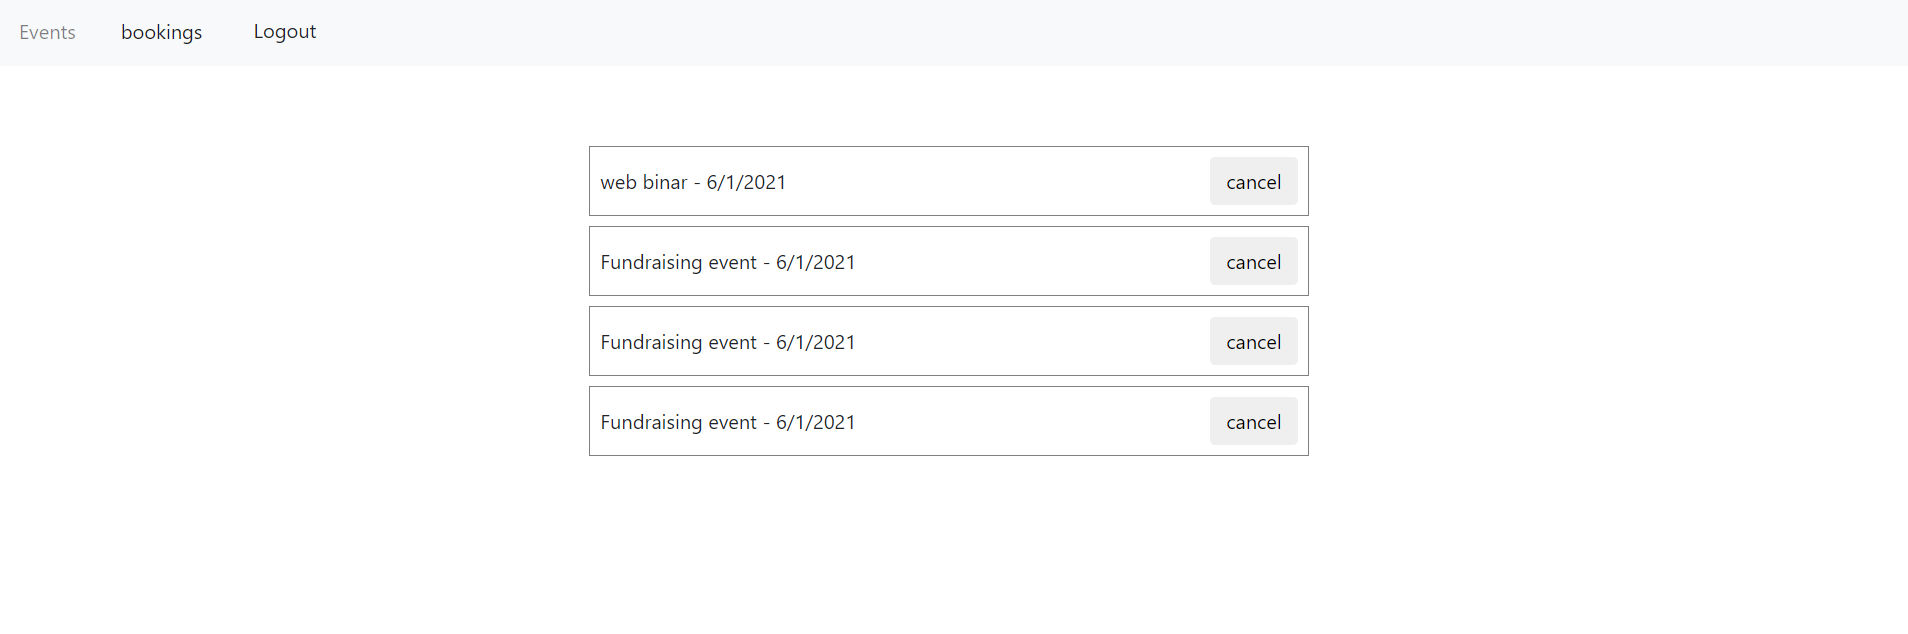 Events bookings Logout
web binar - 6/1/2021 cancel
Fundraising event - 6/1/2021 cancel
Fundraising event - 6/1/2021 cancel
Fundraising event - 6/1/2021 cancel